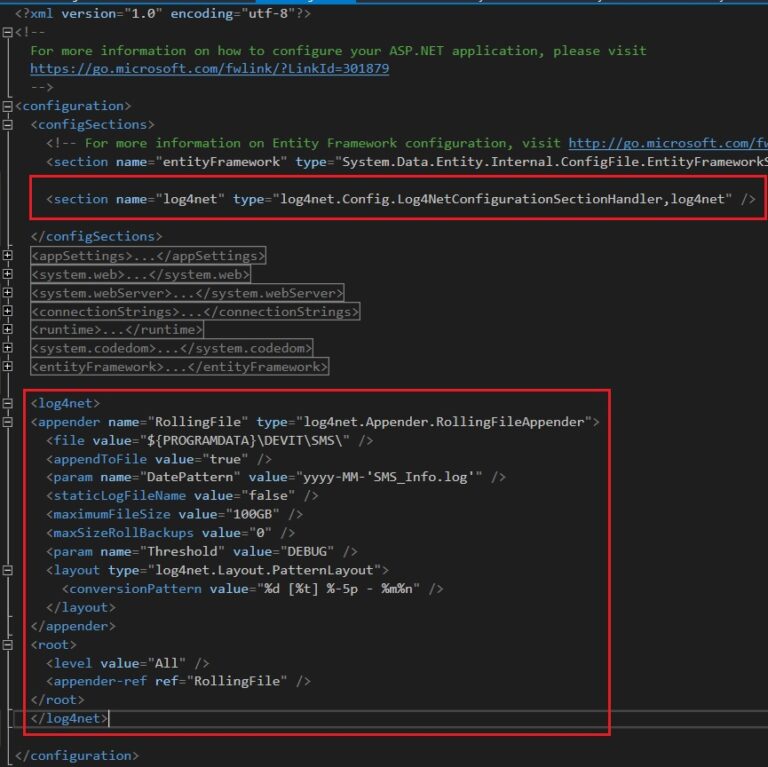 <?xml version="1.0" encoding="utf-8"?>
<!--
For more information on how to configure your ASP.NET application, please visit
https://go.microsoft.com/fwlink/?LinkId=301879
-->
<configuration>
<configSections>
<!-- For more information on Entity Framework configuration, visit http://go.microsoft.com/fw
<section name="entityFramework" type="System.Data.Entity.Internal.ConfigFile.EntityFrameworkS
<section name="log4net" type="log4net.Config.Log4NetConfigurationSectionHandler,log4net" />
</configSections>
<appSettings>...</appSettings>
<system.web>...</system.web>
<system.webServer>...</system.webServer>
<connectionStrings>...</connectionStrings>
<runtime>...</runtime>
<system.codedom>...</system.codedom>
<entityFramework>...</entityFramework>
<log4net>
<appender name="RollingFile" type="log4net.Appender.RollingFileAppender">
<file value="${PROGRAMDATA}\DEVIT\SMS\" />
<appendToFile value="true" />
<param name="DatePattern" value="yyyy-MM-'SMS_Info.log'" />
<staticLogFileName value="false" />
<maximumFileSize value="100GB" />
<maxSizeRollBackups value="0" />
<param name="Threshold" value="DEBUG" />
<layout type="log4net.Layout.PatternLayout">
<conversionPattern value="%d [%t] %-5p - %m%n" />
</layout>
</appender>
<root>
<level value="All" />
<appender-ref ref="RollingFile" />
</root>
</log4net>
</configuration>